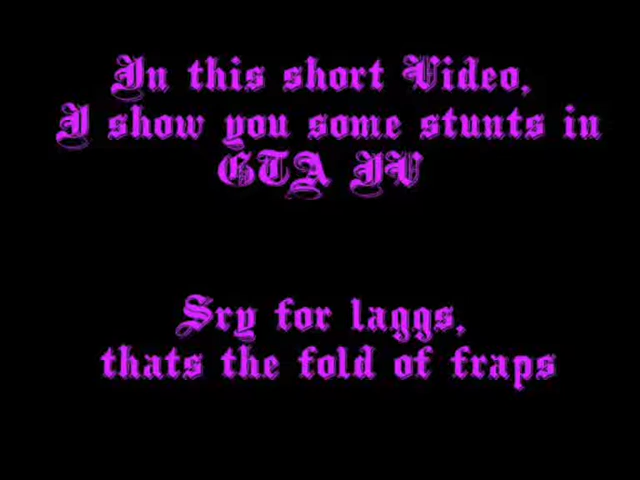 In this short Video,
I show you some stunts in
GTA IV
Sry for laggs,
thats the fold of fraps